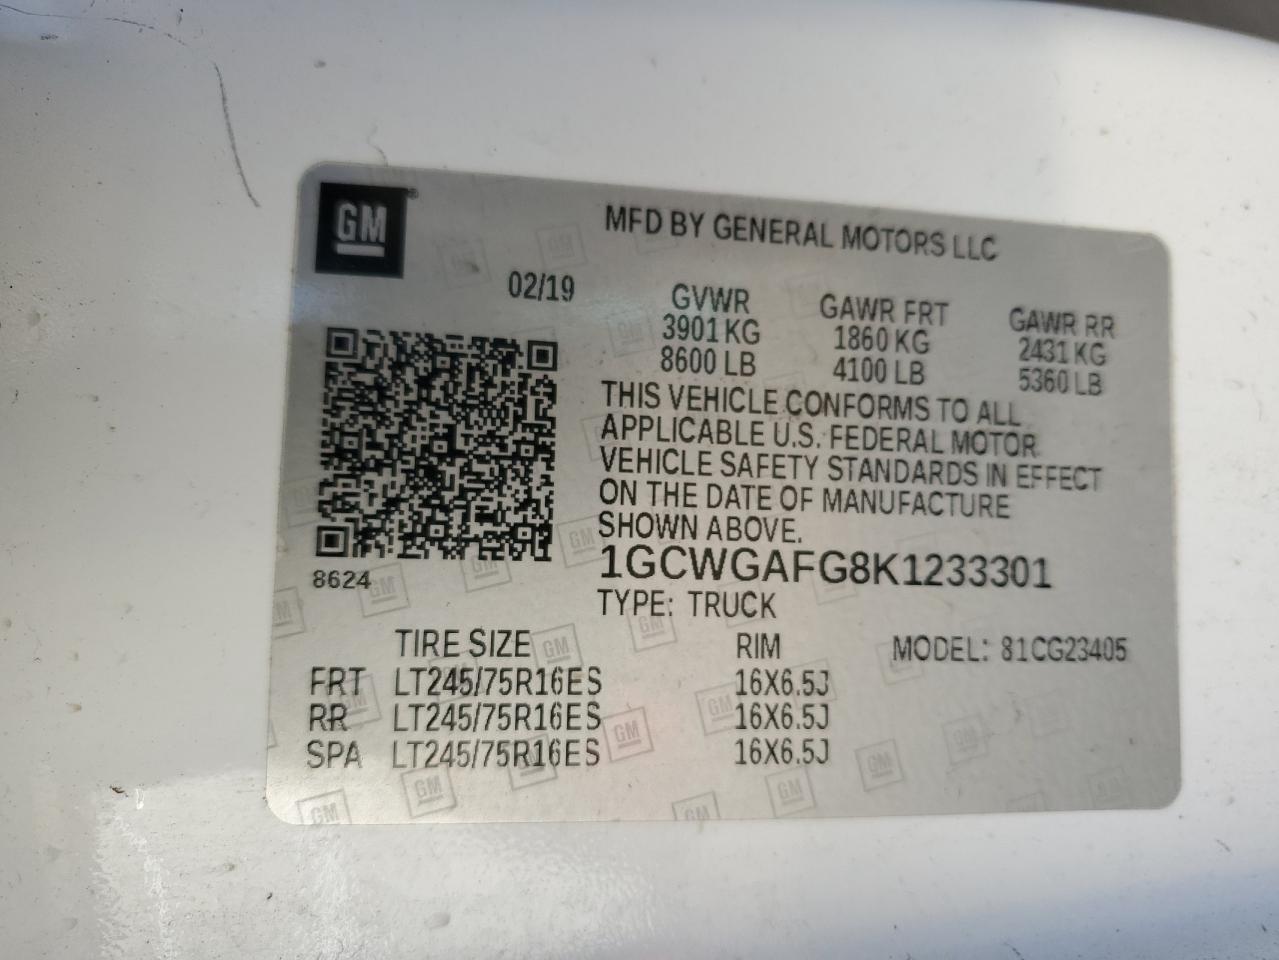 GM
MFD BY GENERAL MOTORS LLC
02/19
GVWR GAWR FRT GAWR RR
3901 KG 1860 KG 2431 KG
8600 LB 4100 LB 5360 LB
THIS VEHICLE CONFORMS TO ALL
APPLICABLE U.S. FEDERAL MOTOR
VEHICLE SAFETY STANDARDS IN EFFECT
ON THE DATE OF MANUFACTURE
SHOWN ABOVE.
8624
1GCWGAFG8K1233301
TYPE: TRUCK
TIRE SIZE RIM MODEL: 81CG23405
FRT LT245/75R16ES 16X6.5J
RR LT245/75R16ES 16X6.5J
SPA LT245/75R16ES 16X6.5J